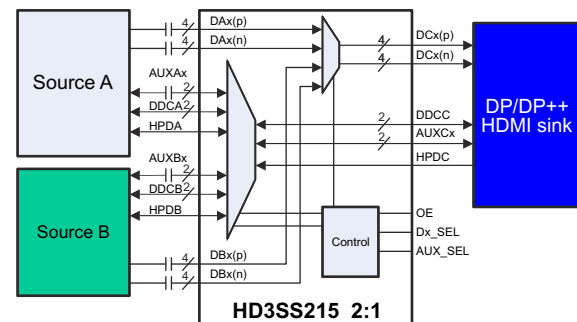 Source A
4
DAx(p)
4
DAx(n)
AUXAx
2
DDCA
2
HPDA
Source B
AUXBx
2
DDCB
2
HPDB
4
DBx(p)
4
DBx(n)
4
DCx(p)
4
DCx(n)
2
DDCC
2
AUXCx
HPDC
DP/DP++
HDMI sink
Control
OE
Dx_SEL
AUX_SEL
HD3SS215 2:1